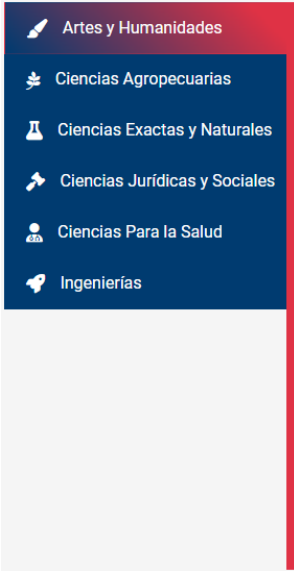 Artes y Humanidades
Ciencias Agropecuarias
Ciencias Exactas y Naturales
Ciencias Jurídicas y Sociales
Ciencias Para la Salud
Ingenierías